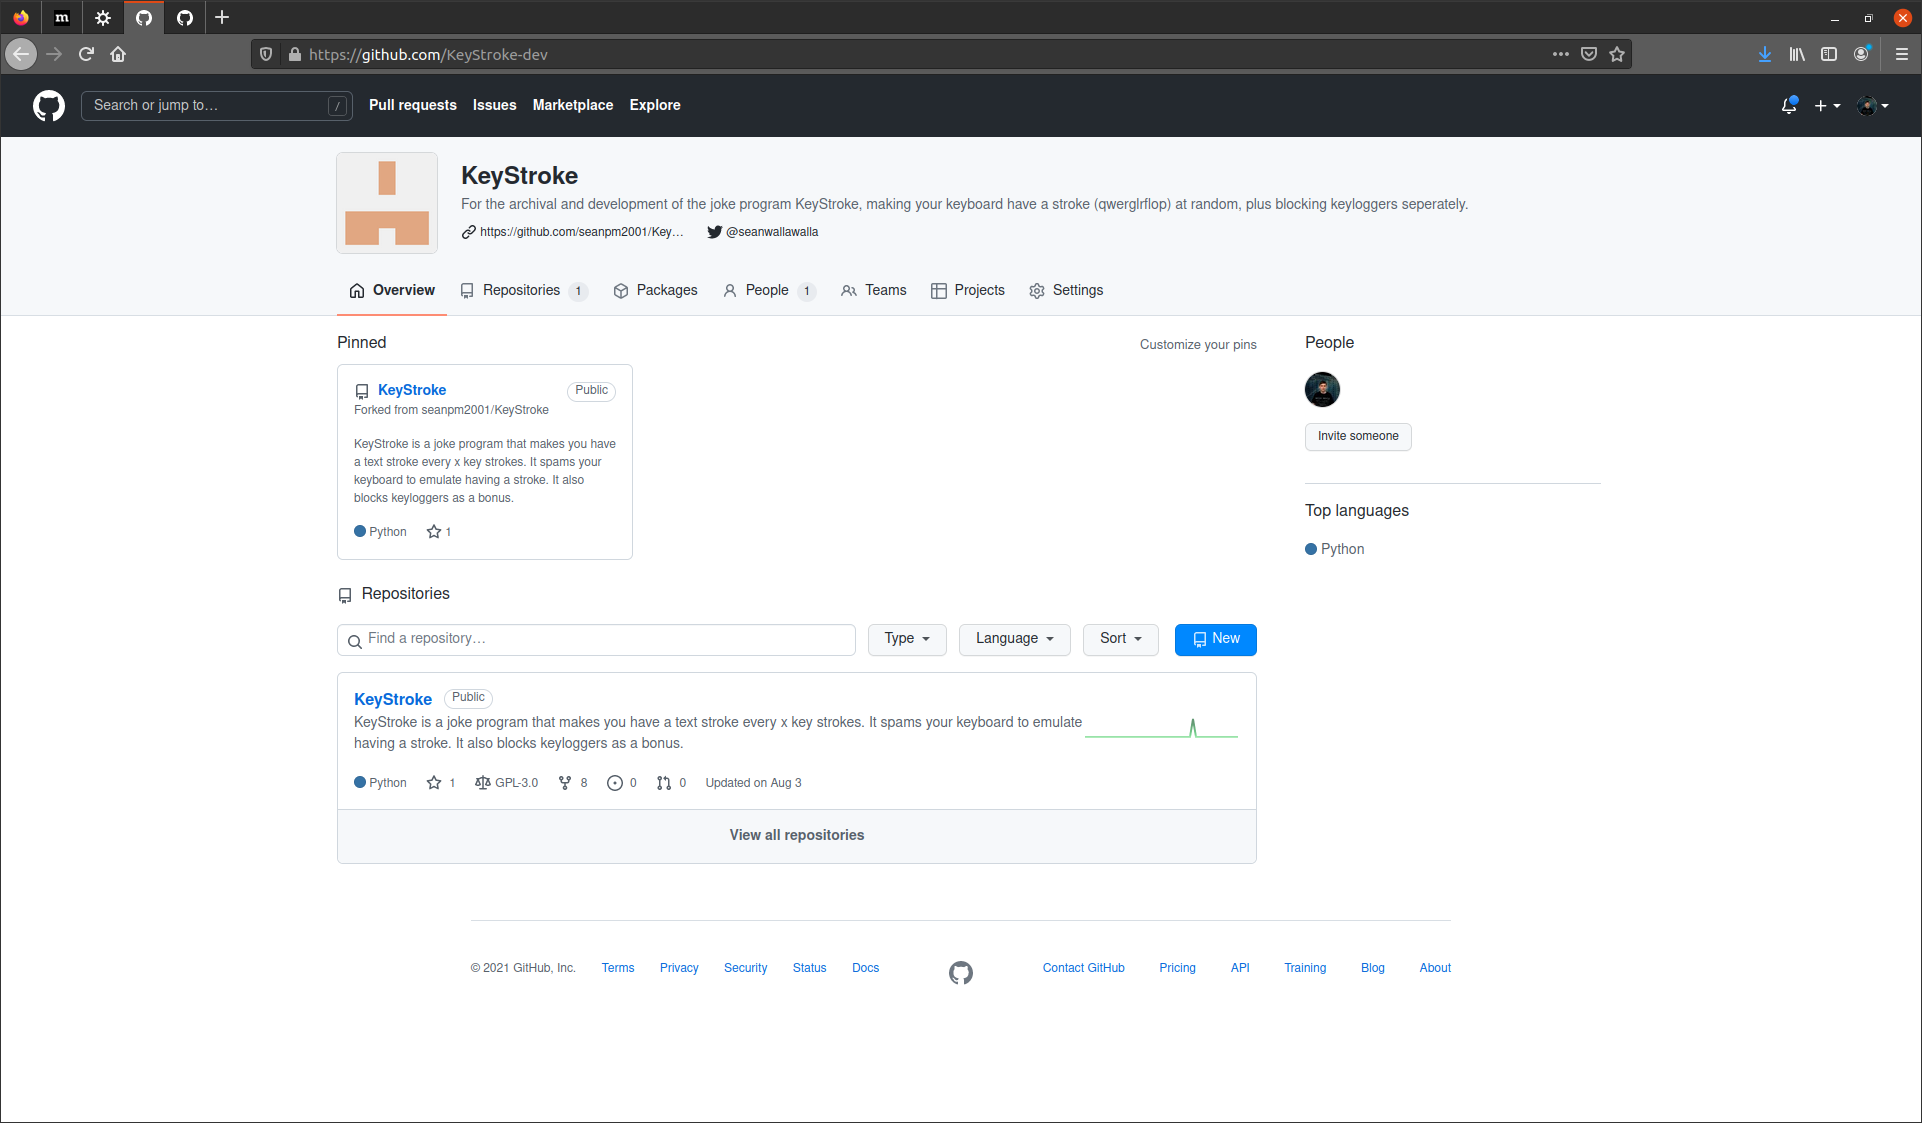 m
https://github.com/KeyStroke-dev
Search or jump to… /
Pull requests Issues Marketplace Explore
KeyStroke
For the archival and development of the joke program KeyStroke, making your keyboard have a stroke (qwerglrflop) at random, plus blocking keyloggers seperately.
https://github.com/seanpm2001/Key… @seanwallawalla
Overview Repositories 1 Packages People 1 Teams Projects Settings
Pinned Customize your pins
KeyStroke Public
Forked from seanpm2001/KeyStroke
KeyStroke is a joke program that makes you have
a text stroke every x key strokes. It spams your
keyboard to emulate having a stroke. It also
blocks keyloggers as a bonus.
Python 1
People
Invite someone
Top languages
Python
Repositories
Find a repository… Type Language Sort New
KeyStroke Public
KeyStroke is a joke program that makes you have a text stroke every x key strokes. It spams your keyboard to emulate
having a stroke. It also blocks keyloggers as a bonus.
Python 1 GPL-3.0 8 0 0 Updated on Aug 3
View all repositories
© 2021 GitHub, Inc. Terms Privacy Security Status Docs Contact GitHub Pricing API Training Blog About